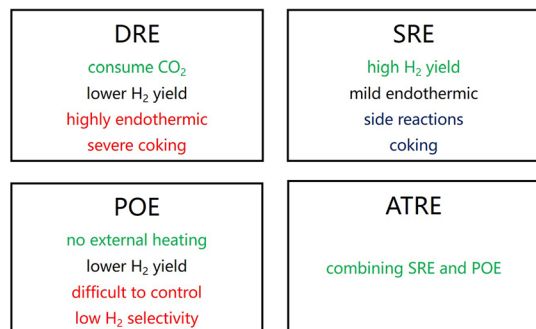 DRE
consume CO₂
lower H₂ yield
highly endothermic
severe coking
SRE
high H₂ yield
mild endothermic
side reactions
coking
POE
no external heating
lower H₂ yield
difficult to control
low H₂ selectivity
ATRE
combining SRE and POE